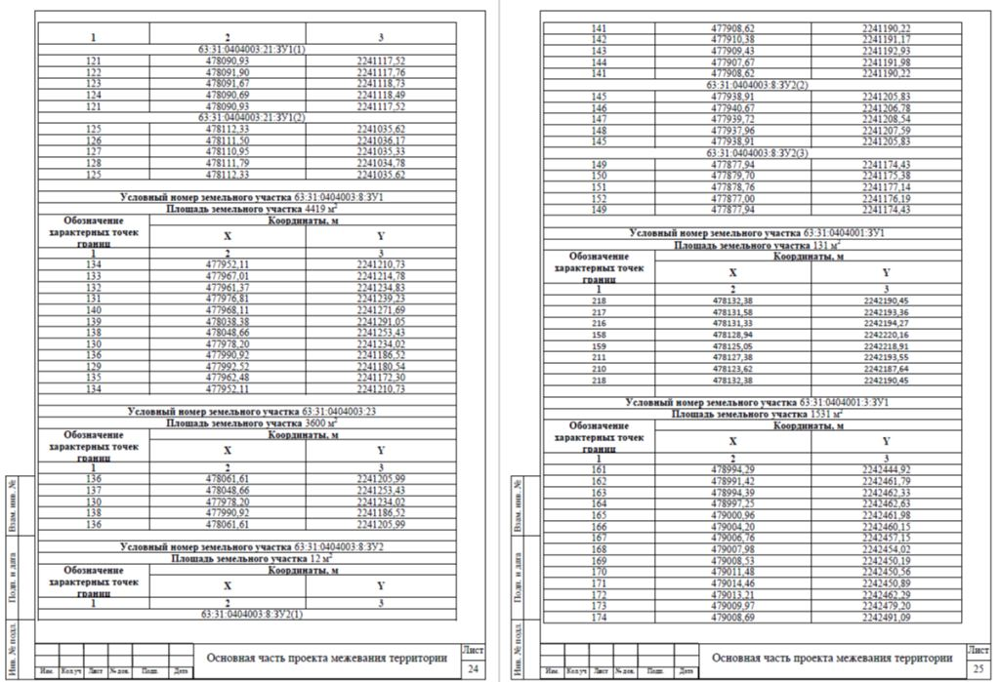 1 2 3
63:31:0404003:21:ЗУ1(1)
121 478090,93 2241117,52
122 478091,90 2241117,76
123 478091,67 2241118,73
124 478090,69 2241118,49
121 478090,93 2241117,52
63:31:0404003:21:ЗУ1(2)
125 478112,33 2241035,62
126 478111,50 2241036,17
127 478110,95 2241035,33
128 478111,79 2241034,78
125 478112,33 2241035,62
Условный номер земельного участка 63:31:0404003:8:ЗУ1
Площадь земельного участка 4419 м²
Обозначение характерных точек границ Координаты, м
X Y
1 2 3
134 477952,11 2241210,73
133 477967,01 2241214,78
132 477961,37 2241234,83
131 477976,81 2241239,23
140 477968,11 2241271,69
139 478038,38 2241291,05
138 478048,66 2241253,43
130 477978,20 2241234,02
136 477990,92 2241186,52
129 477992,52 2241180,54
135 477962,48 2241172,30
134 477952,11 2241210,73
Условный номер земельного участка 63:31:0404003:23
Площадь земельного участка 3600 м²
Обозначение характерных точек границ Координаты, м
X Y
1 2 3
136 478061,61 2241205,99
137 478048,66 2241253,43
130 477978,20 2241234,02
138 477990,92 2241186,52
136 478061,61 2241205,99
Условный номер земельного участка 63:31:0404003:8:ЗУ2
Площадь земельного участка 12 м²
Обозначение характерных точек границ Координаты, м
X Y
1 2 3
63:31:0404003:8:ЗУ2(1)
Взам. инв. №
Подп. и дата
Инв. № подл.
Изм. Кол.уч Лист № док. Подп. Дата
Основная часть проекта межевания территории
Лист
24
141 477908,62 2241190,22
142 477910,38 2241191,17
143 477909,43 2241192,93
144 477907,67 2241191,98
141 477908,62 2241190,22
63:31:0404003:8:ЗУ2(2)
145 477938,91 2241205,83
146 477940,67 2241206,78
147 477939,72 2241208,54
148 477937,96 2241207,59
145 477938,91 2241205,83
63:31:0404003:8:ЗУ2(3)
149 477877,94 2241174,43
150 477879,70 2241175,38
151 477878,76 2241177,14
152 477877,00 2241176,19
149 477877,94 2241174,43
Условный номер земельного участка 63:31:0404001:ЗУ1
Площадь земельного участка 131 м²
Обозначение характерных точек границ Координаты, м
X Y
1 2 3
218 478132,38 2242190,45
217 478131,58 2242193,36
216 478131,33 2242194,27
158 478128,94 2242220,16
159 478125,05 2242218,91
211 478127,38 2242193,55
210 478123,62 2242187,64
218 478132,38 2242190,45
Условный номер земельного участка 63:31:0404001:3:ЗУ1
Площадь земельного участка 1531 м²
Обозначение характерных точек границ Координаты, м
X Y
1 2 3
161 478994,29 2242444,92
162 478991,42 2242461,79
163 478994,39 2242462,33
164 478997,25 2242462,63
165 479000,96 2242461,98
166 479004,20 2242460,15
167 479006,76 2242457,15
168 479007,98 2242454,02
169 479008,53 2242450,19
170 479011,48 2242450,56
171 479014,46 2242450,89
172 479013,21 2242462,29
173 479009,97 2242479,20
174 479008,69 2242491,09
Взам. инв. №
Подп. и дата
Инв. № подл.
Изм. Кол.уч Лист № док. Подп. Дата
Основная часть проекта межевания территории
Лист
25